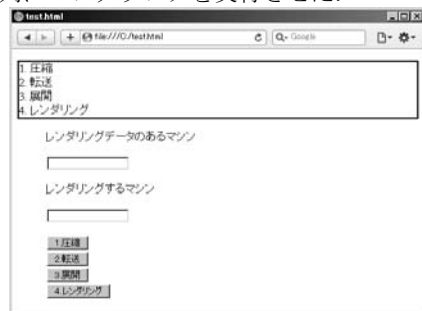 test.html
file:///C:/test.html
Google
1. 圧縮
2. 転送
3. 展開
4. レンダリング
レンダリングデータのあるマシン
レンダリングするマシン
1.圧縮
2.転送
3.展開
4.レンダリング